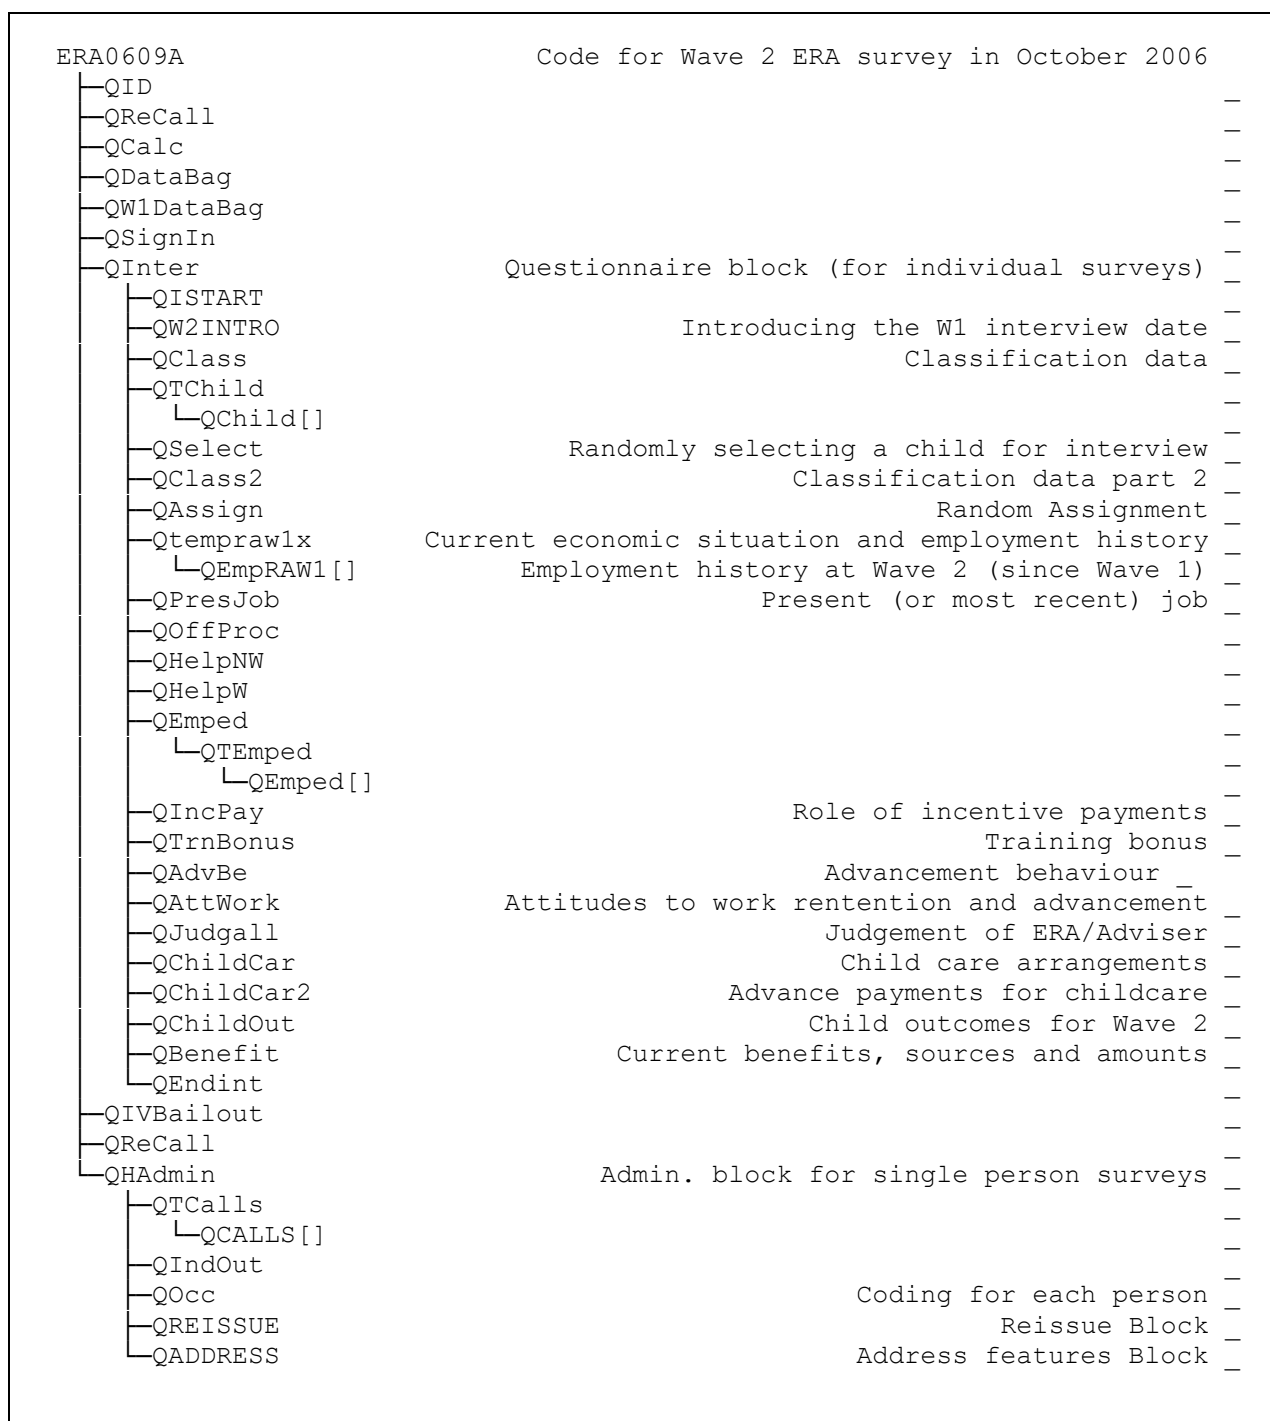 ERA0609A Code for Wave 2 ERA survey in October 2006
├─QID _
├─QReCall _
├─QCalc _
├─QDataBag _
├─QW1DataBag _
├─QSignIn _
├─QInter Questionnaire block (for individual surveys) _
│ ├─QISTART _
│ ├─QW2INTRO Introducing the W1 interview date _
│ ├─QClass Classification data _
│ ├─QTChild _
│ │ └─QChild[] _
│ ├─QSelect Randomly selecting a child for interview _
│ ├─QClass2 Classification data part 2 _
│ ├─QAssign Random Assignment _
│ ├─Qtempraw1x Current economic situation and employment history _
│ │ └─QEmpRAW1[] Employment history at Wave 2 (since Wave 1) _
│ ├─QPresJob Present (or most recent) job _
│ ├─QOffProc _
│ ├─QHelpNW _
│ ├─QHelpW _
│ ├─QEmped _
│ │ └─QTEmped _
│ │ └─QEmped[] _
│ ├─QIncPay Role of incentive payments _
│ ├─QTrnBonus Training bonus _
│ ├─QAdvBe Advancement behaviour _
│ ├─QAttWork Attitudes to work rentention and advancement _
│ ├─QJudgall Judgement of ERA/Adviser _
│ ├─QChildCar Child care arrangements _
│ ├─QChildCar2 Advance payments for childcare _
│ ├─QChildOut Child outcomes for Wave 2 _
│ ├─QBenefit Current benefits, sources and amounts _
│ └─QEndint _
├─QIVBailout _
├─QReCall _
└─QHAdmin Admin. block for single person surveys _
├─QTCalls _
│ └─QCALLS[] _
├─QIndOut _
├─QOcc Coding for each person _
├─QREISSUE Reissue Block _
└─QADDRESS Address features Block _